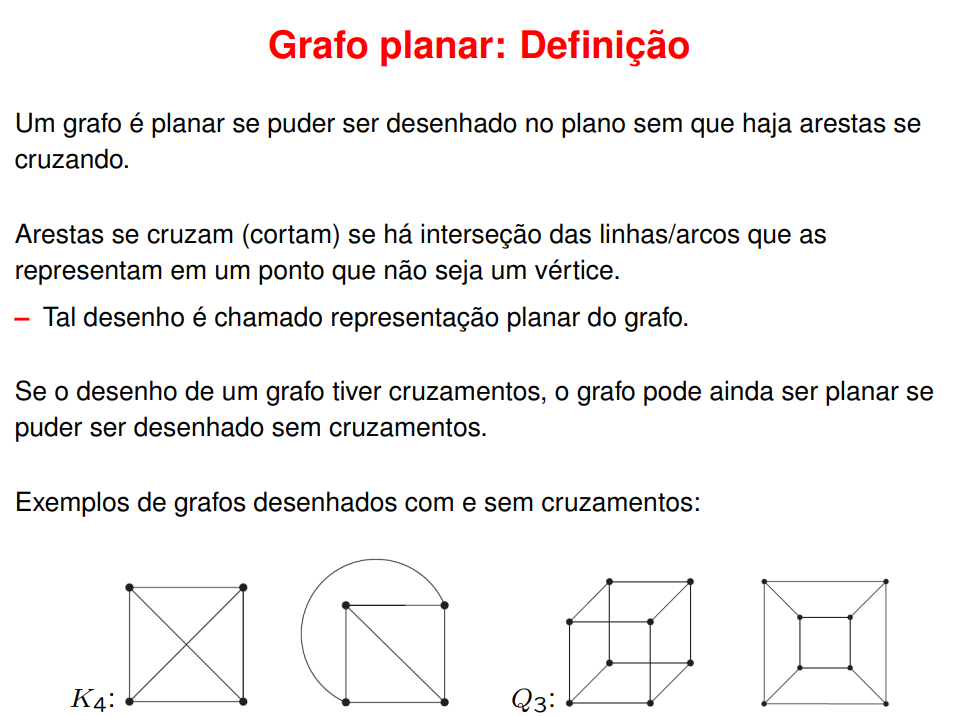 Grafo planar: Definição
Um grafo é planar se puder ser desenhado no plano sem que haja arestas se
cruzando.
Arestas se cruzam (cortam) se há interseção das linhas/arcos que as
representam em um ponto que não seja um vértice.
– Tal desenho é chamado representação planar do grafo.
Se o desenho de um grafo tiver cruzamentos, o grafo pode ainda ser planar se
puder ser desenhado sem cruzamentos.
Exemplos de grafos desenhados com e sem cruzamentos:
K₄: Q₃: